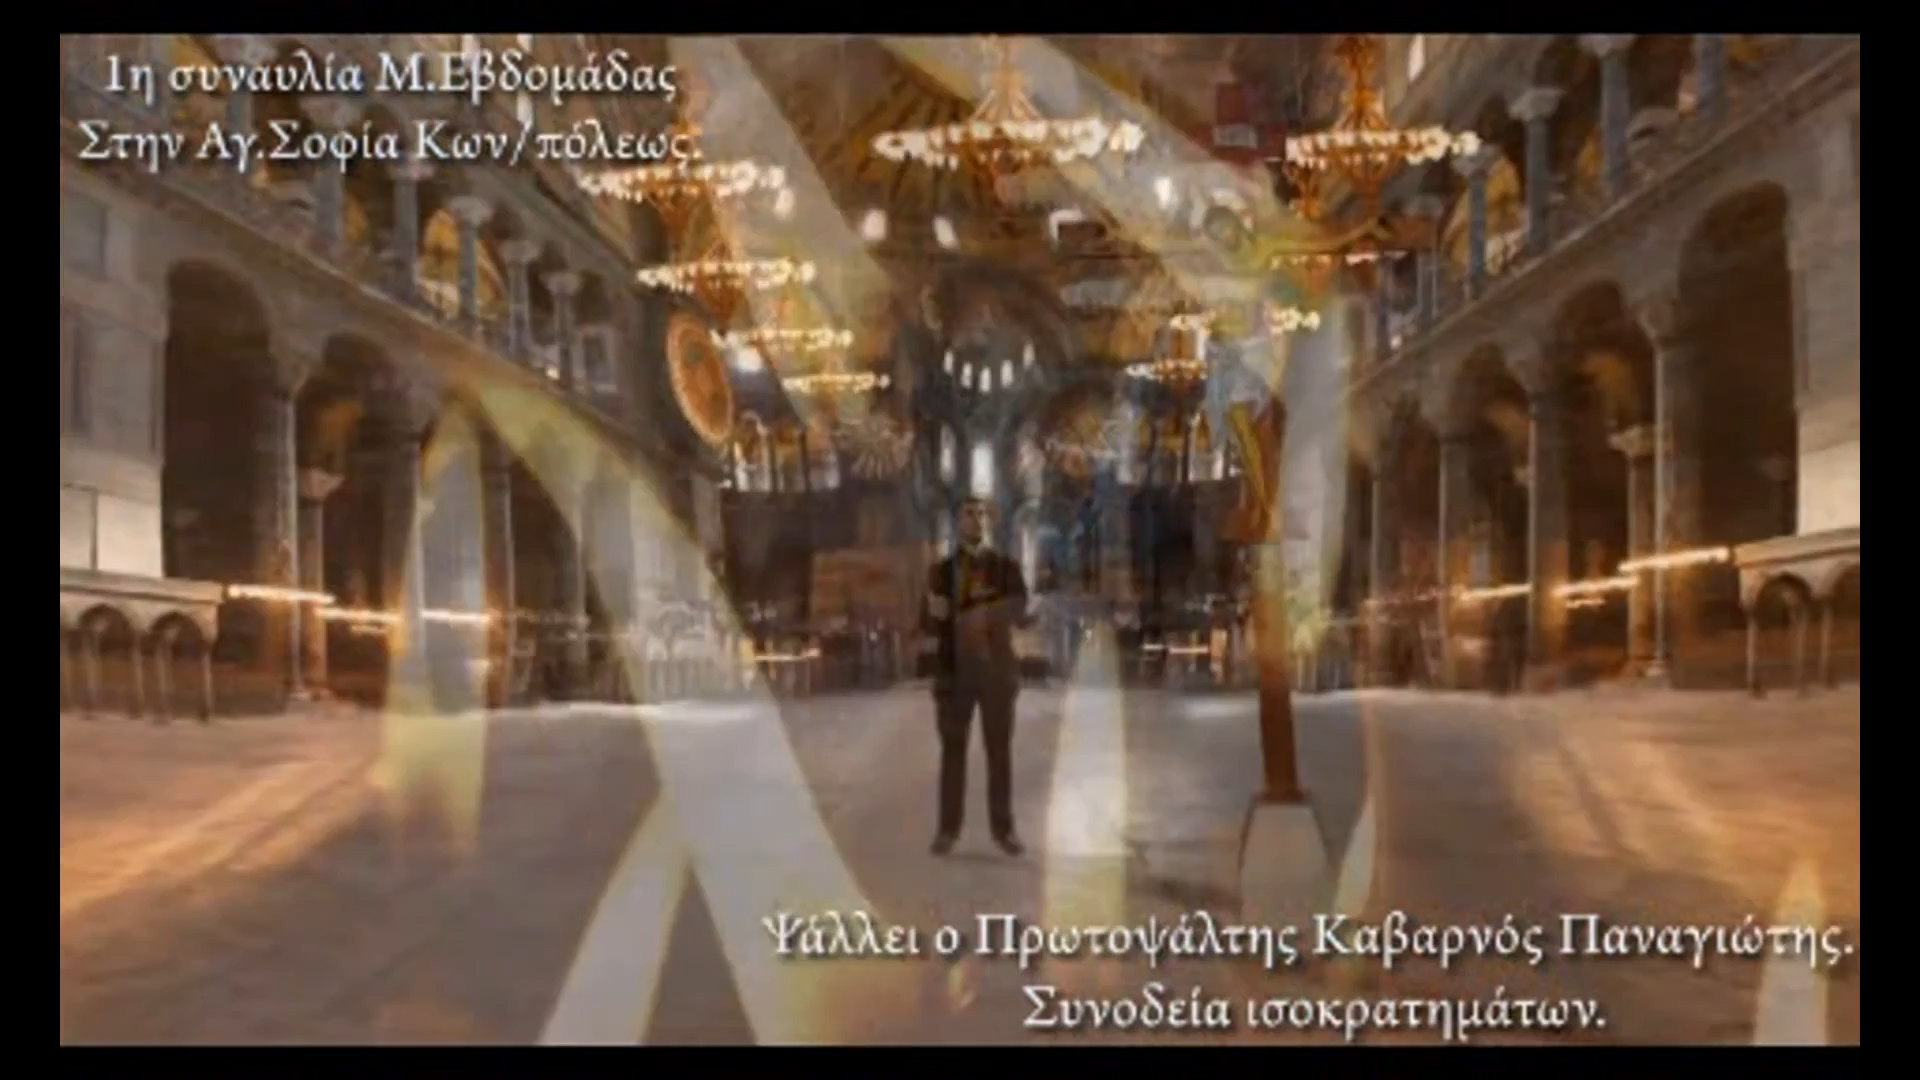 1η συναυλία Μ.Εβδομάδας
Στην Αγ.Σοφία Κων/πόλεως.
Ψάλλει ο Πρωτοψάλτης Καβαρνός Παναγιώτης.
Συνοδεία ισοκρατημάτων.